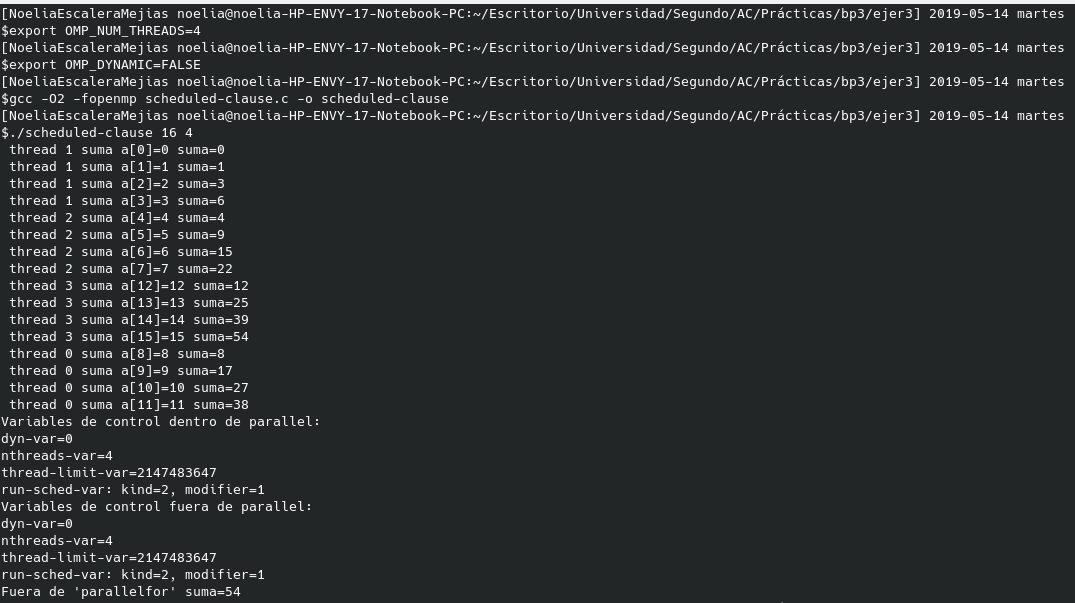 [NoeliaEscaleraMejias noelia@noelia-HP-ENVY-17-Notebook-PC:~/Escritorio/Universidad/Segundo/AC/Prácticas/bp3/ejer3] 2019-05-14 martes
$export OMP_NUM_THREADS=4
[NoeliaEscaleraMejias noelia@noelia-HP-ENVY-17-Notebook-PC:~/Escritorio/Universidad/Segundo/AC/Prácticas/bp3/ejer3] 2019-05-14 martes
$export OMP_DYNAMIC=FALSE
[NoeliaEscaleraMejias noelia@noelia-HP-ENVY-17-Notebook-PC:~/Escritorio/Universidad/Segundo/AC/Prácticas/bp3/ejer3] 2019-05-14 martes
$gcc -O2 -fopenmp scheduled-clause.c -o scheduled-clause
[NoeliaEscaleraMejias noelia@noelia-HP-ENVY-17-Notebook-PC:~/Escritorio/Universidad/Segundo/AC/Prácticas/bp3/ejer3] 2019-05-14 martes
$./scheduled-clause 16 4
 thread 1 suma a[0]=0 suma=0
 thread 1 suma a[1]=1 suma=1
 thread 1 suma a[2]=2 suma=3
 thread 1 suma a[3]=3 suma=6
 thread 2 suma a[4]=4 suma=4
 thread 2 suma a[5]=5 suma=9
 thread 2 suma a[6]=6 suma=15
 thread 2 suma a[7]=7 suma=22
 thread 3 suma a[12]=12 suma=12
 thread 3 suma a[13]=13 suma=25
 thread 3 suma a[14]=14 suma=39
 thread 3 suma a[15]=15 suma=54
 thread 0 suma a[8]=8 suma=8
 thread 0 suma a[9]=9 suma=17
 thread 0 suma a[10]=10 suma=27
 thread 0 suma a[11]=11 suma=38
Variables de control dentro de parallel:
dyn-var=0
nthreads-var=4
thread-limit-var=2147483647
run-sched-var: kind=2, modifier=1
Variables de control fuera de parallel:
dyn-var=0
nthreads-var=4
thread-limit-var=2147483647
run-sched-var: kind=2, modifier=1
Fuera de 'parallelfor' suma=54